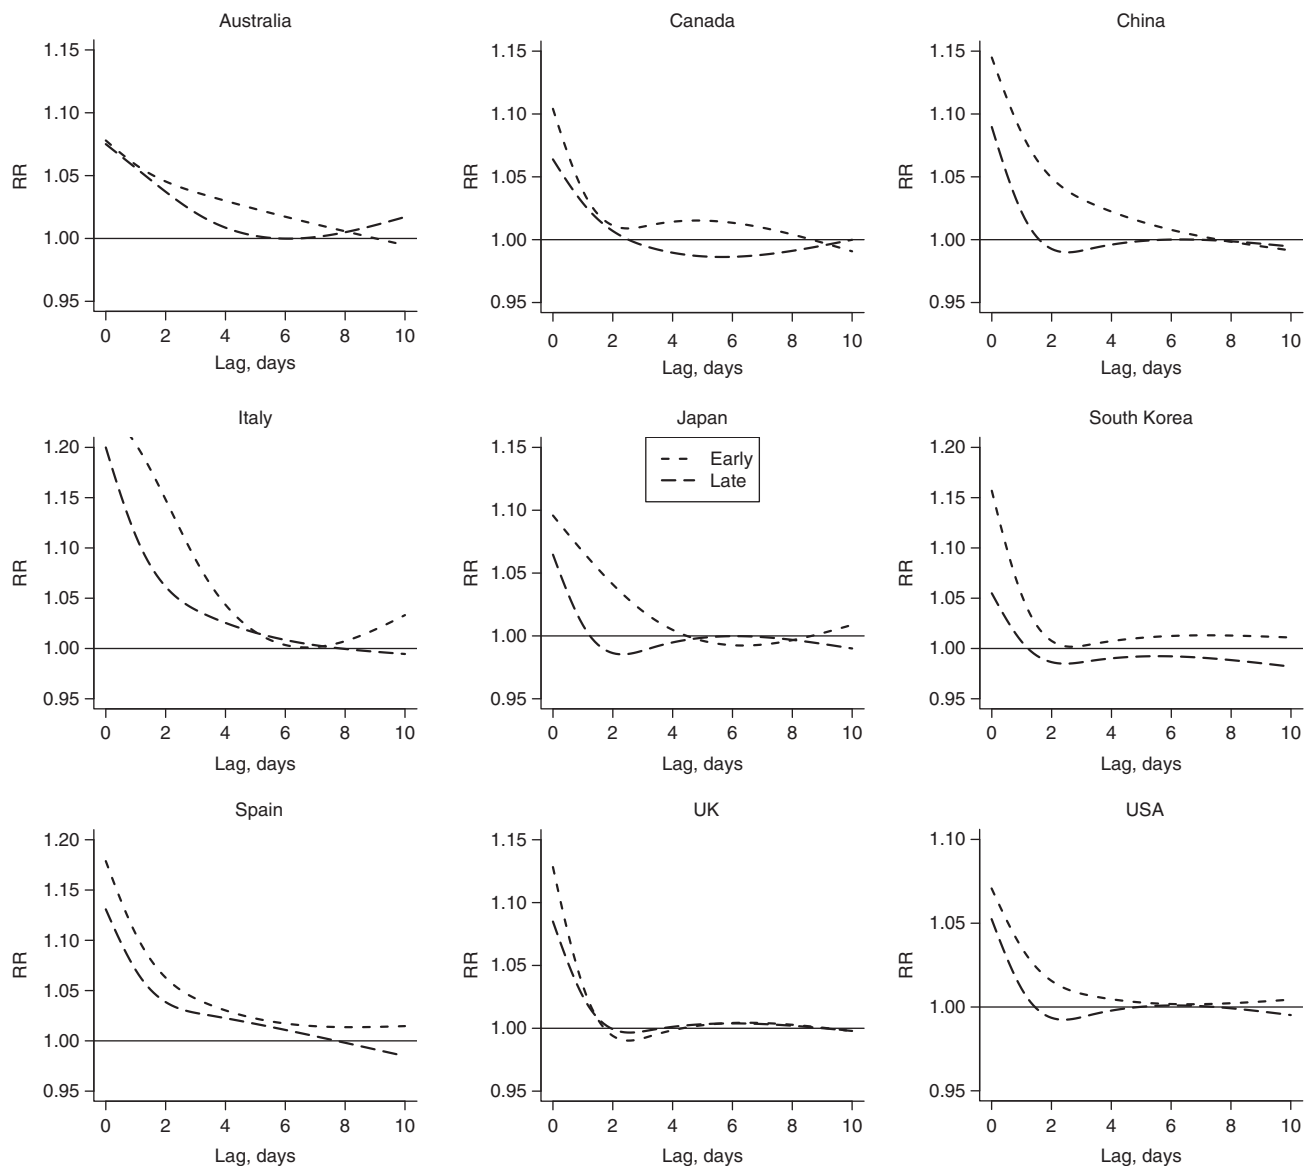 Australia
1.15
1.10
1.05
1.00
0.95
RR
0 2 4 6 8 10
Lag, days
Canada
1.15
1.10
1.05
1.00
0.95
RR
0 2 4 6 8 10
Lag, days
China
1.15
1.10
1.05
1.00
0.95
RR
0 2 4 6 8 10
Lag, days
Italy
1.20
1.15
1.10
1.05
1.00
0.95
RR
0 2 4 6 8 10
Lag, days
Japan
Early
Late
1.15
1.10
1.05
1.00
0.95
RR
0 2 4 6 8 10
Lag, days
South Korea
1.20
1.15
1.10
1.05
1.00
0.95
RR
0 2 4 6 8 10
Lag, days
Spain
1.20
1.15
1.10
1.05
1.00
0.95
RR
0 2 4 6 8 10
Lag, days
UK
1.15
1.10
1.05
1.00
0.95
RR
0 2 4 6 8 10
Lag, days
USA
1.10
1.05
1.00
0.95
RR
0 2 4 6 8 10
Lag, days